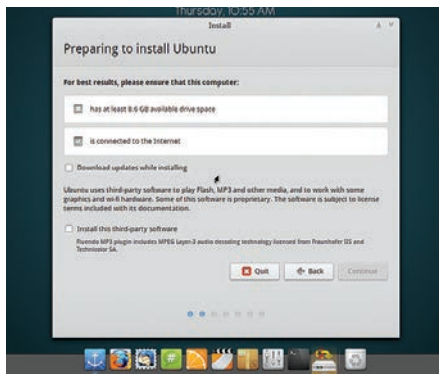 Thursday, 10:55 AM
Install
Preparing to install Ubuntu
For best results, please ensure that this computer:
has at least 8.6 GB available drive space
is connected to the Internet
Download updates while installing
Ubuntu uses third-party software to play Flash, MP3 and other media, and to work with some
graphics and wi-fi hardware. Some of this software is proprietary. The software is subject to license
terms included with its documentation.
Install this third-party software
Fluendo MP3 plugin includes MPEG Layer-3 audio decoding technology licensed from Fraunhofer IIS and
Technicolor SA.
Quit
Back
Continue